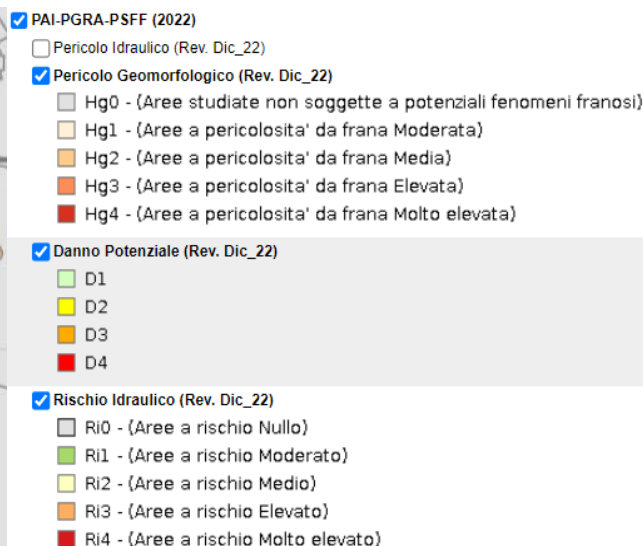 PAI-PGRA-PSFF (2022)
Pericolo Idraulico (Rev. Dic_22)
Pericolo Geomorfologico (Rev. Dic_22)
Hg0 - (Aree studiate non soggette a potenziali fenomeni franosi)
Hg1 - (Aree a pericolosita' da frana Moderata)
Hg2 - (Aree a pericolosita' da frana Media)
Hg3 - (Aree a pericolosita' da frana Elevata)
Hg4 - (Aree a pericolosita' da frana Molto elevata)
Danno Potenziale (Rev. Dic_22)
D1
D2
D3
D4
Rischio Idraulico (Rev. Dic_22)
Ri0 - (Aree a rischio Nullo)
Ri1 - (Aree a rischio Moderato)
Ri2 - (Aree a rischio Medio)
Ri3 - (Aree a rischio Elevato)
Ri4 - (Aree a rischio Molto elevato)